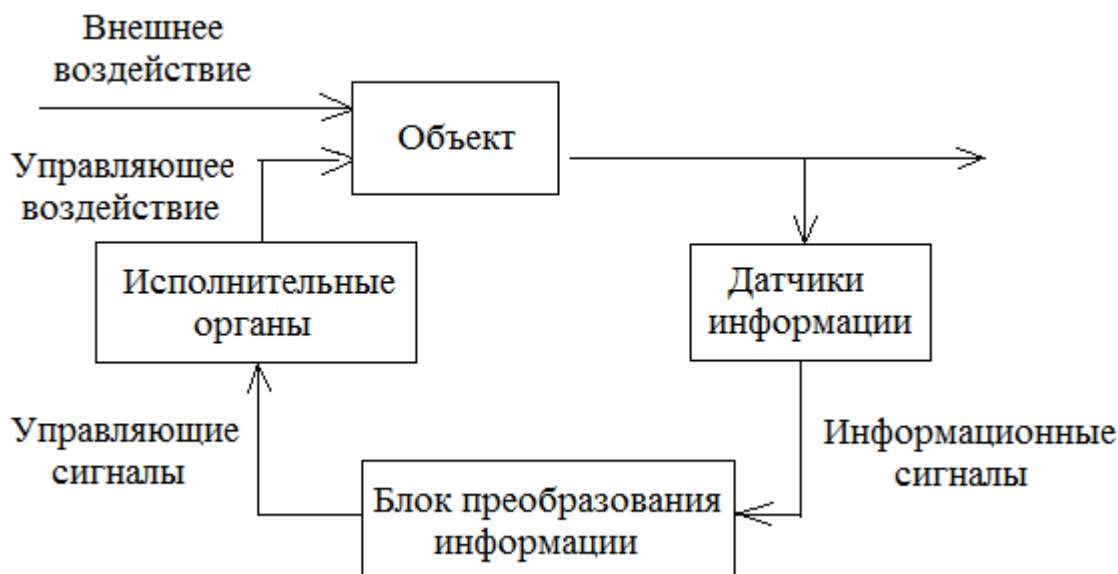 Внешнее
воздействие
Объект
Управляющее
воздействие
Исполнительные
органы
Датчики
информации
Управляющие
сигналы
Информационные
сигналы
Блок преобразования
информации